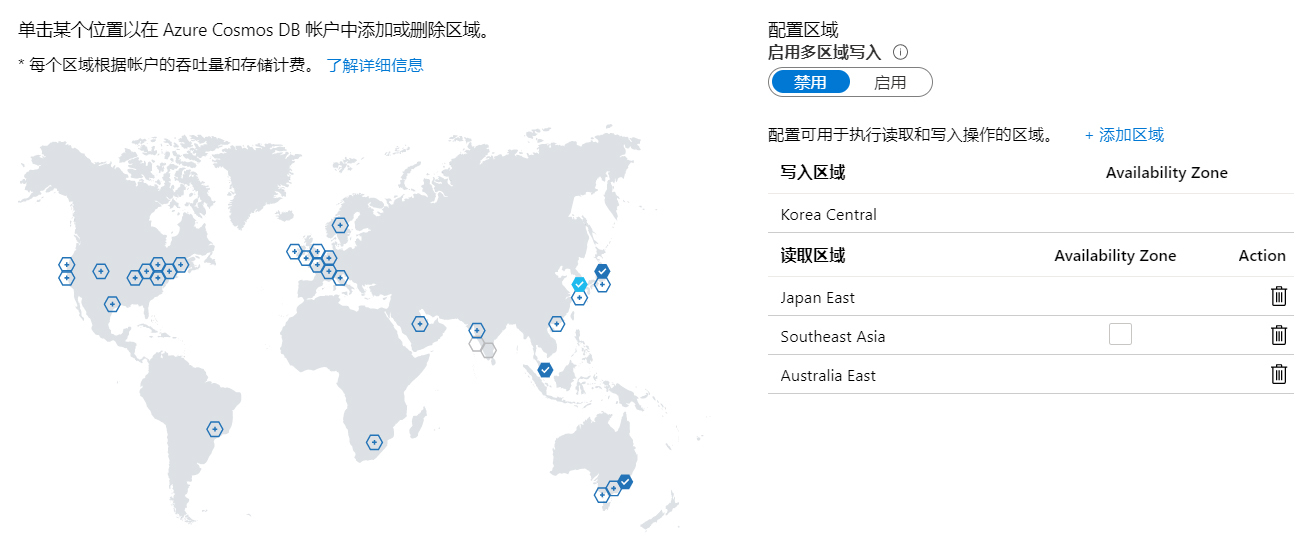 单击某个位置以在 Azure Cosmos DB 帐户中添加或删除区域。
* 每个区域根据帐户的吞吐量和存储计费。 了解详细信息
配置区域
启用多区域写入
禁用 启用
配置可用于执行读取和写入操作的区域。 + 添加区域
写入区域 Availability Zone
Korea Central
读取区域 Availability Zone Action
Japan East
Southeast Asia
Australia East